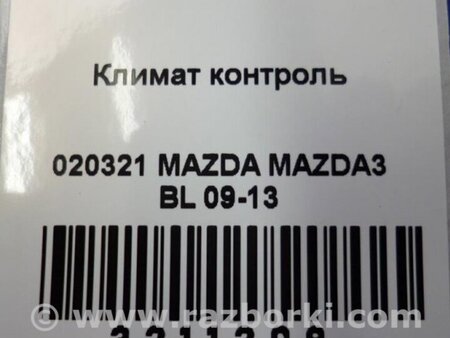 Климат контроль
020321 MAZDA MAZDA3
BL 09-13
© www.razborki.com